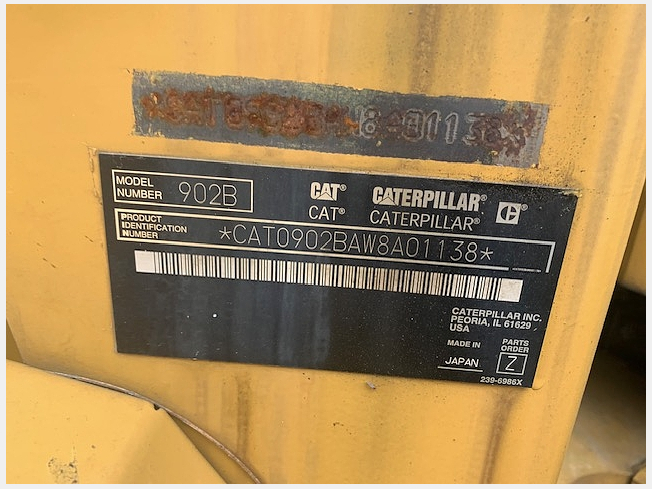 8A01138
MODEL NUMBER 902B
CAT® CATERPILLAR® C®
CAT® CATERPILLAR®
PRODUCT IDENTIFICATION NUMBER *CAT0902BAW8A01138*
CATERPILLAR INC.
PEORIA, IL 61629
USA
MADE IN JAPAN
PARTS ORDER Z
239-6986X